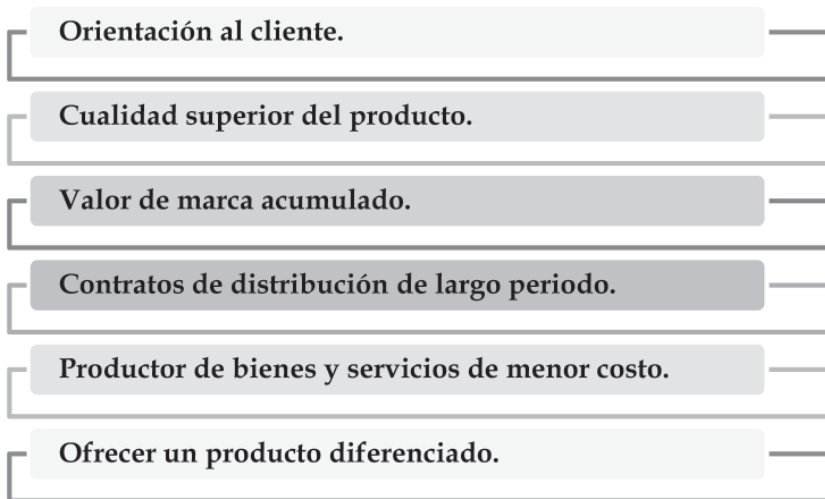 Orientación al cliente.
Cualidad superior del producto.
Valor de marca acumulado.
Contratos de distribución de largo periodo.
Productor de bienes y servicios de menor costo.
Ofrecer un producto diferenciado.